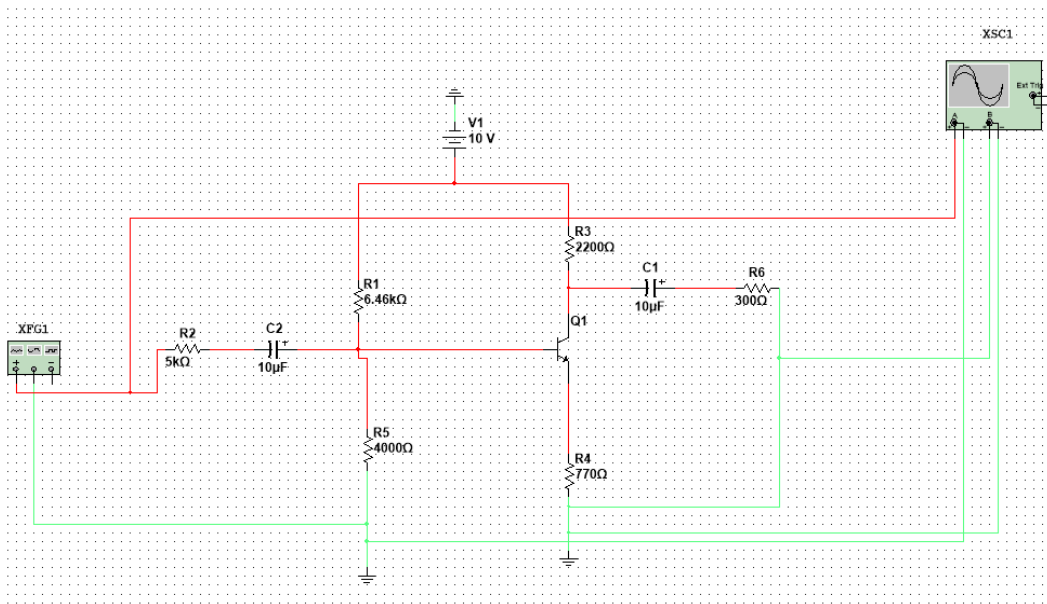 XSC1
Ext Trig
A
B
V1
10 V
R3
2200Ω
C1
10µF
R6
300Ω
R1
6.46kΩ
Q1
XFG1
R2
5kΩ
C2
10µF
R5
4000Ω
R4
770Ω